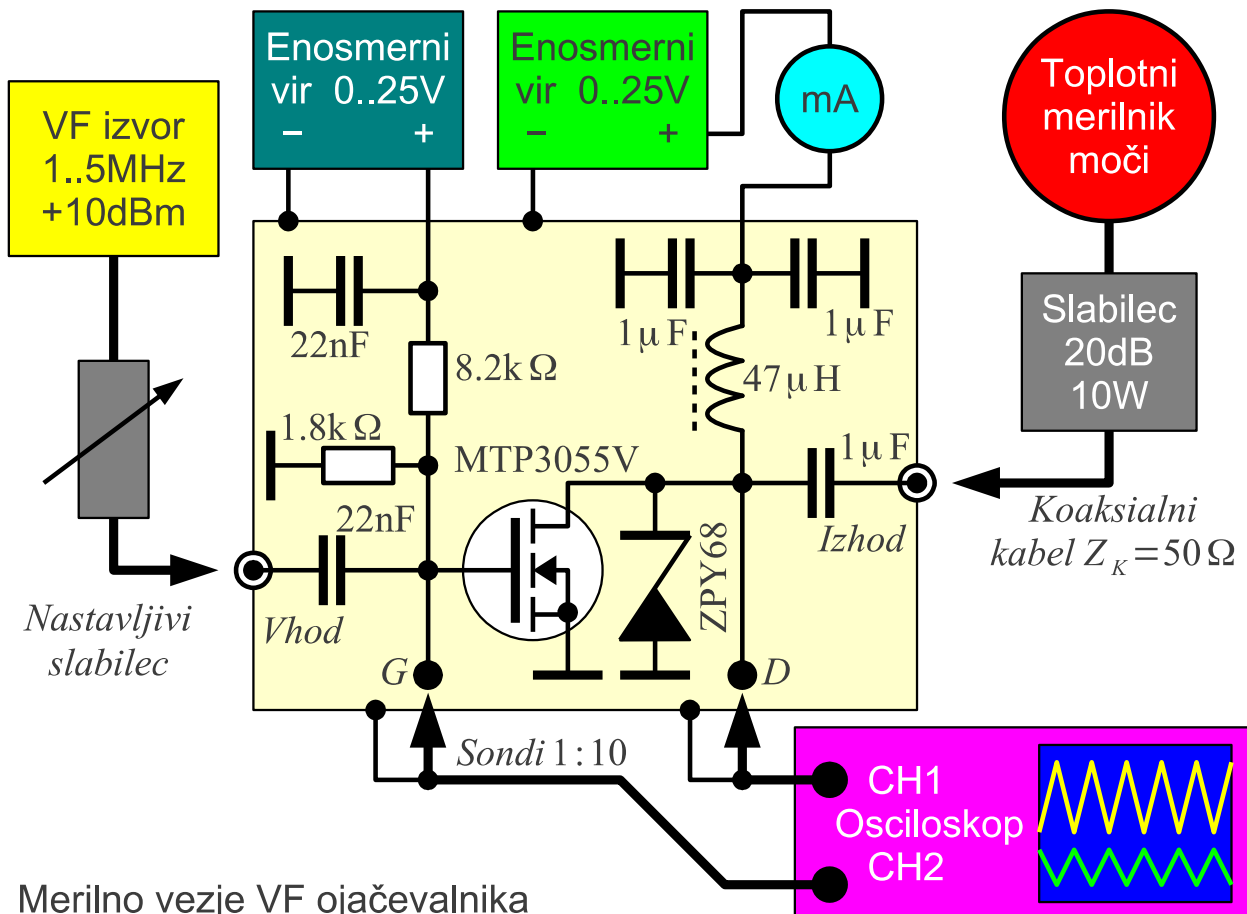 Enosmerni
vir 0..25V
– +
Enosmerni
vir 0..25V
– +
mA
Toplotni
merilnik
moči
VF izvor
1..5MHz
+10dBm
22nF
8.2k Ω
1.8k Ω
MTP3055V
22nF
1μF
1μF
47μH
1μF
Slabilec
20dB
10W
Koaksialni
kabel Z_K=50Ω
Izhod
ZPY68
Nastavljivi
slabilec
Vhod
G
D
Sondi 1:10
CH1
Osciloskop
CH2
Merilno vezje VF ojačevalnika